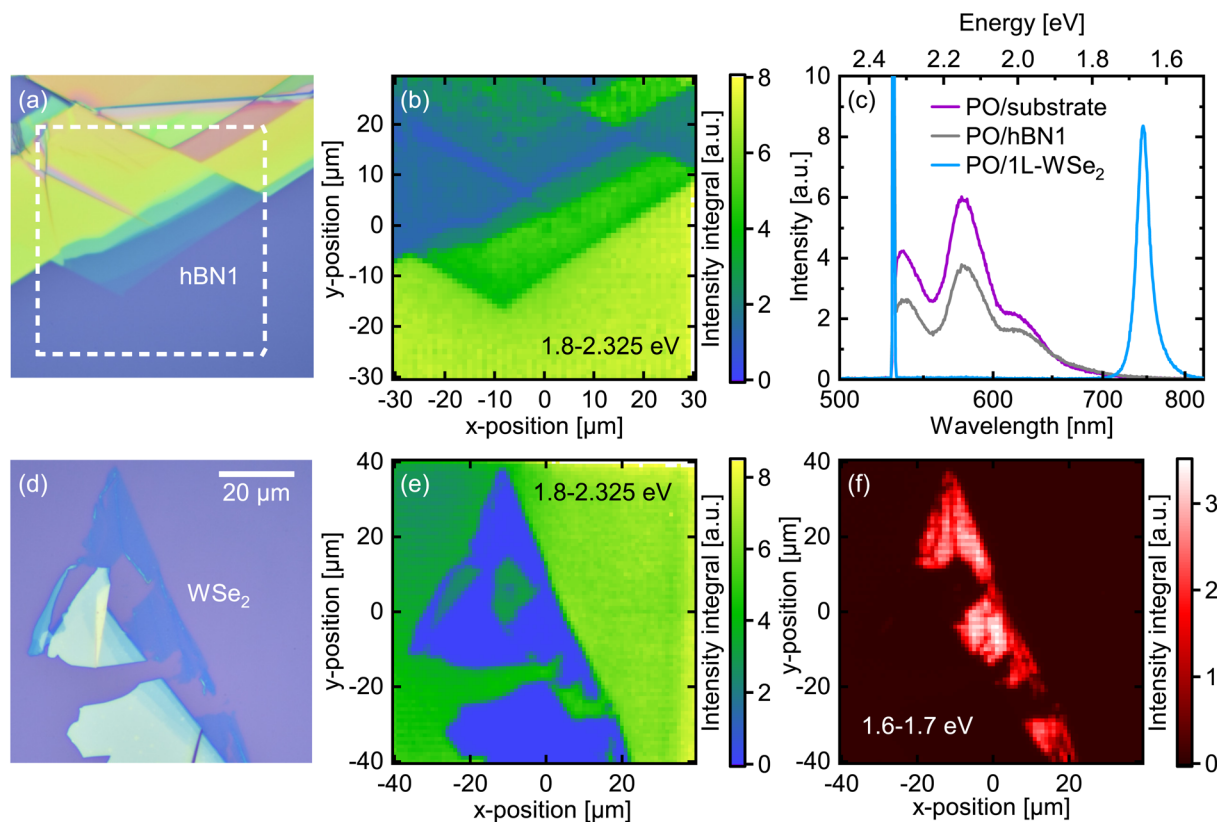 (a)
hBN1
(b)
1.8-2.325 eV
30
20
10
0
-10
-20
-30
y-position [µm]
-30 -20 -10 0 10 20 30
x-position [µm]
8
6
4
2
0
Intensity integral [a.u.]
Energy [eV]
2.4 2.2 2.0 1.8 1.6
(c)
PO/substrate
PO/hBN1
PO/1L-WSe₂
10
8
6
4
2
0
Intensity [a.u.]
500 600 700 800
Wavelength [nm]
(d)
20 µm
WSe₂
(e)
1.8-2.325 eV
40
20
0
-20
-40
y-position [µm]
-40 -20 0 20
x-position [µm]
8
6
4
2
0
Intensity integral [a.u.]
(f)
1.6-1.7 eV
40
20
0
-20
-40
y-position [µm]
-40 -20 0 20
x-position [µm]
3
2
1
0
Intensity integral [a.u.]